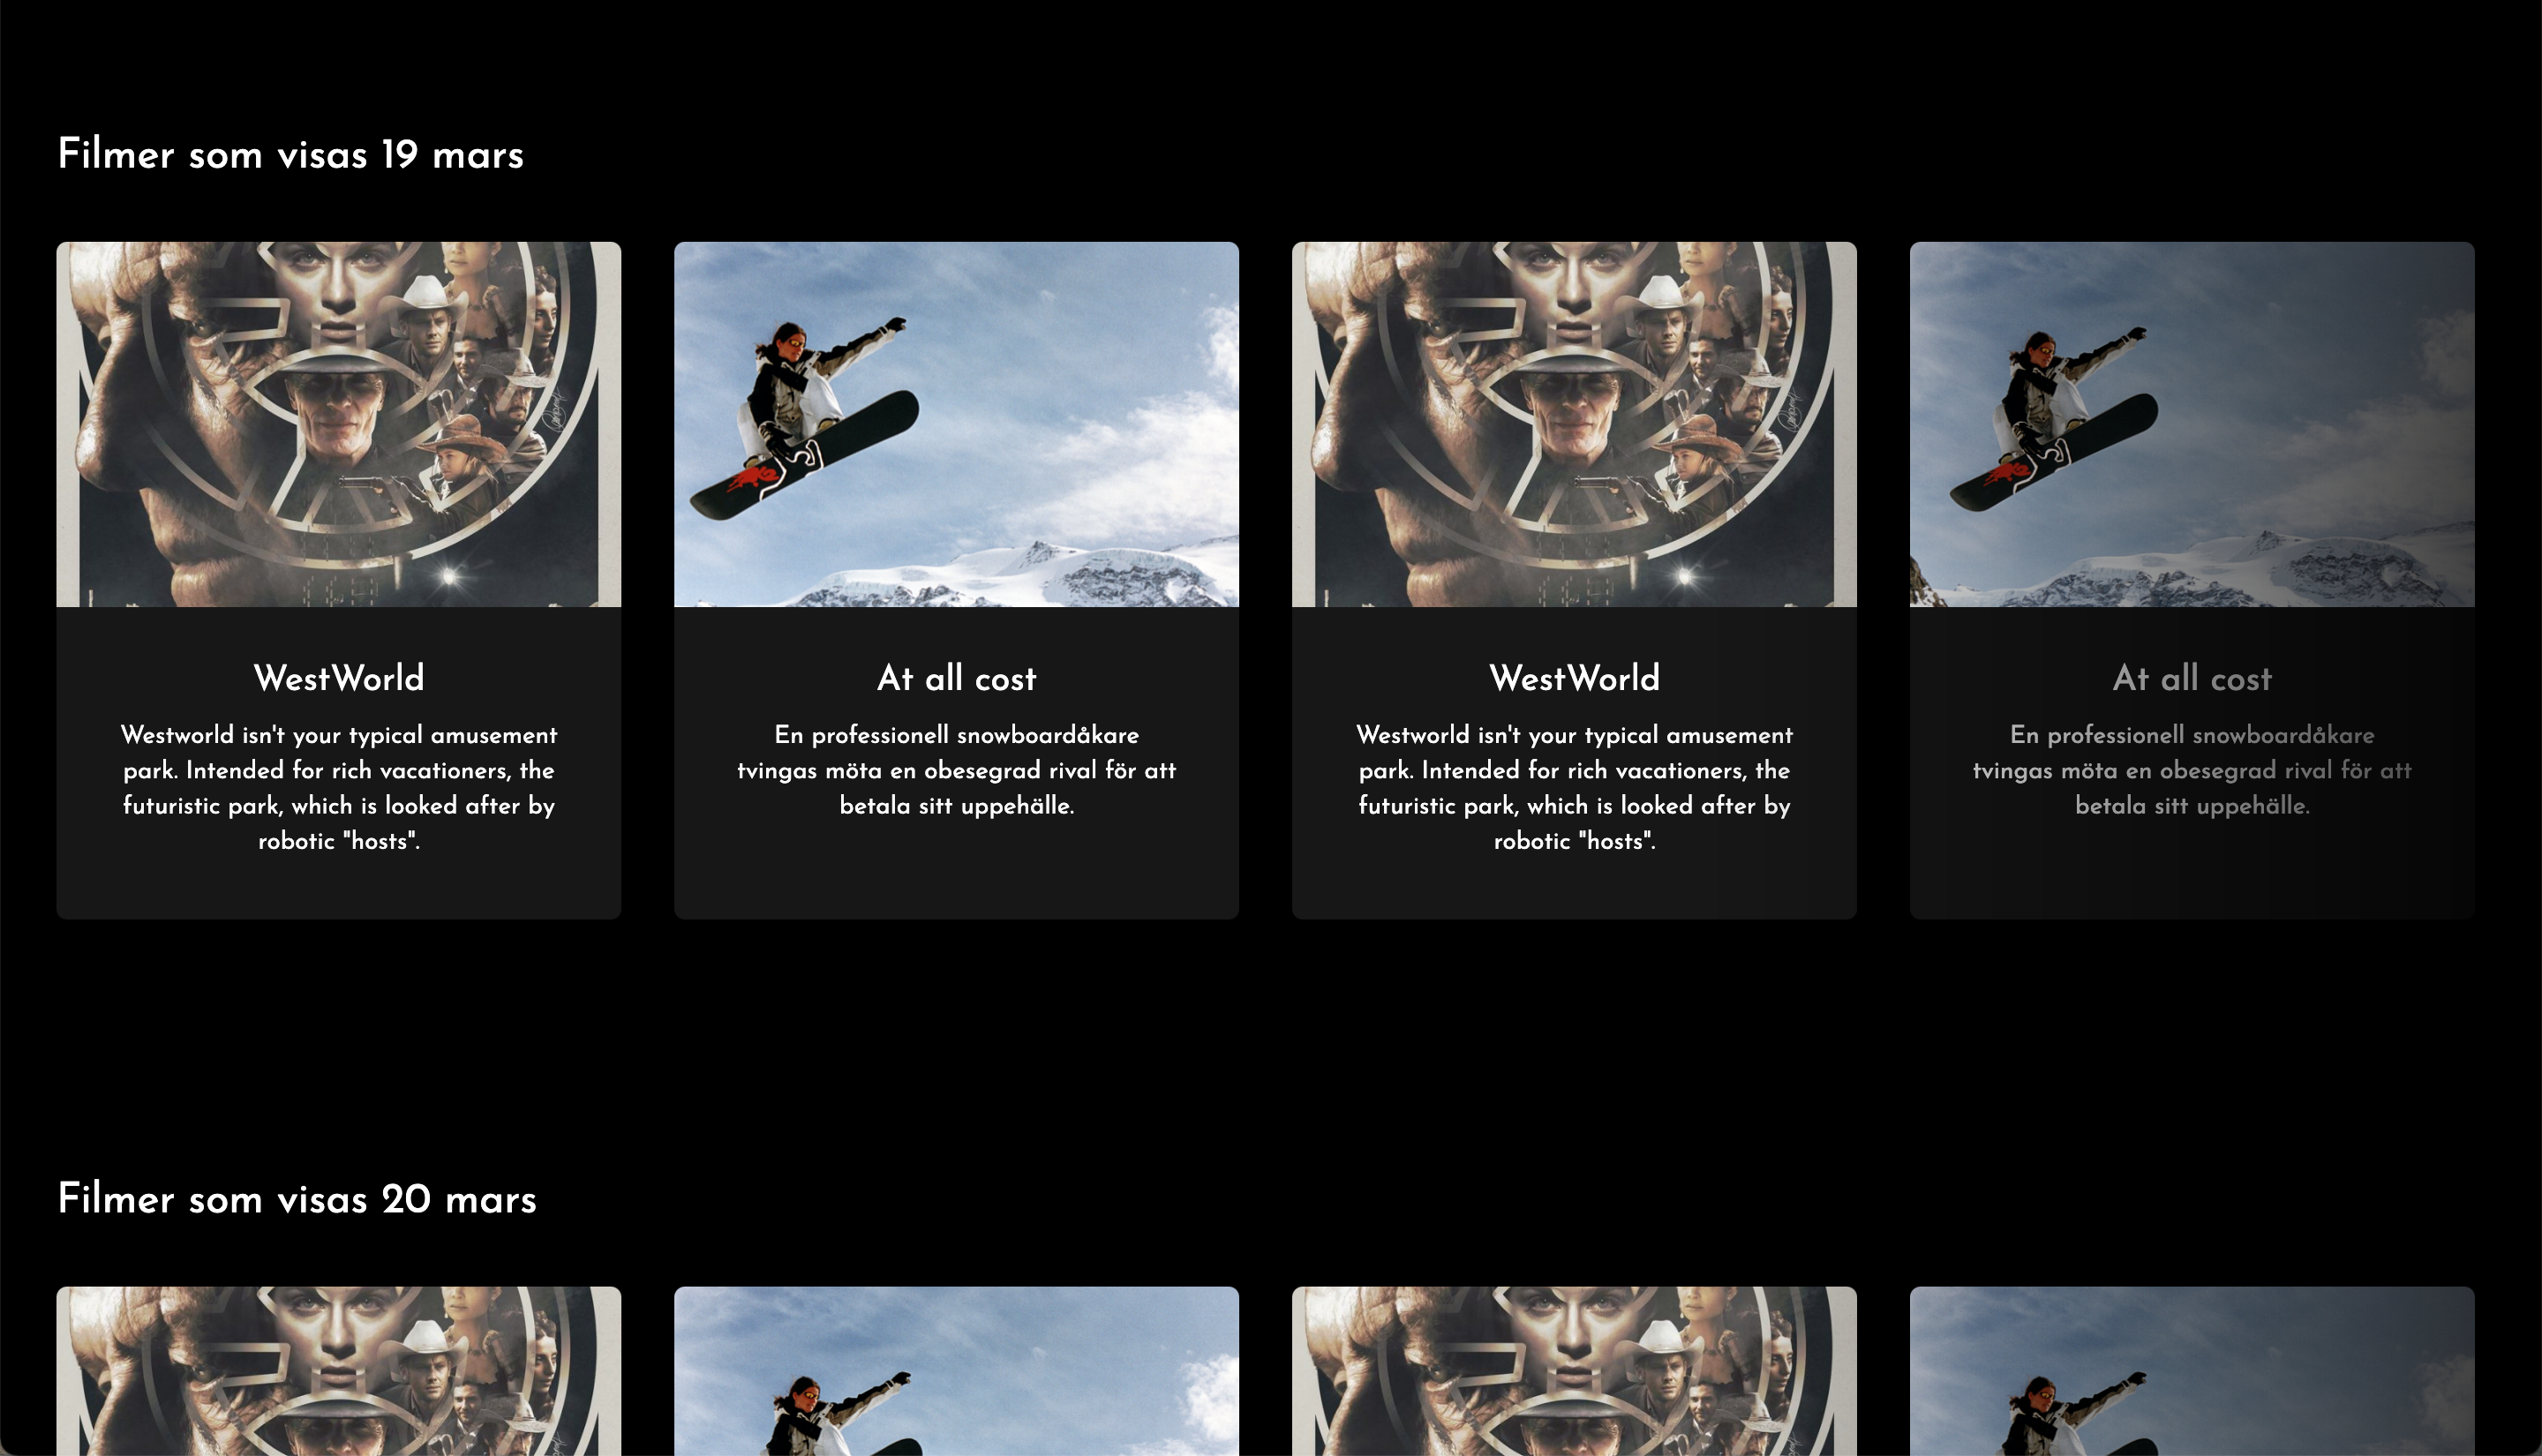 Filmer som visas 19 mars
WestWorld
Westworld isn't your typical amusement
park. Intended for rich vacationers, the
futuristic park, which is looked after by
robotic "hosts".
At all cost
En professionell snowboardåkare
tvingas möta en obesegrad rival för att
betala sitt uppehälle.
WestWorld
Westworld isn't your typical amusement
park. Intended for rich vacationers, the
futuristic park, which is looked after by
robotic "hosts".
At all cost
En professionell snowboardåkare
tvingas möta en obesegrad rival för att
betala sitt uppehälle.
Filmer som visas 20 mars